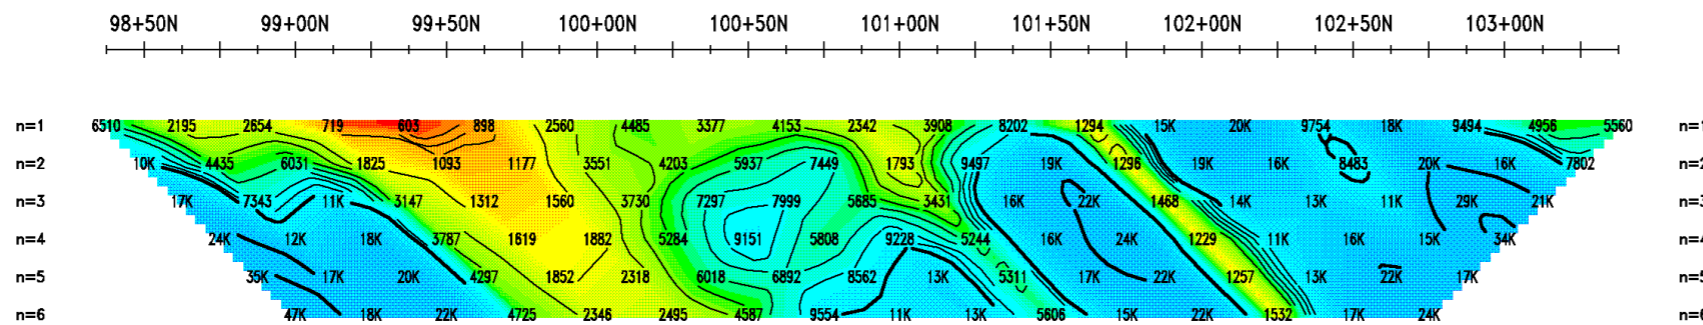 98+50N 99+00N 99+50N 100+00N 100+50N 101+00N 101+50N 102+00N 102+50N 103+00N
n=1 6510 2195 2654 719 603 898 2560 4485 3377 4153 2342 3908 8202 1294 15K 20K 9754 18K 9494 4956 5560 n=1
n=2 10K 4435 6031 1825 1093 1177 3551 4203 5937 7449 1793 9497 19K 1296 19K 16K 8483 20K 16K 7802 n=2
n=3 17K 7343 11K 3147 1312 1560 3730 7297 7999 5685 3431 16K 22K 1468 14K 13K 11K 29K 21K n=3
n=4 24K 12K 18K 3787 1619 1882 5284 9151 5808 9228 5244 16K 24K 1229 11K 16K 15K 34K n=4
n=5 35K 17K 20K 4297 1852 2318 6018 6892 8562 13K 5311 17K 22K 1257 13K 22K 17K n=5
n=6 47K 18K 22K 4725 2346 2495 4587 9554 11K 13K 5606 15K 22K 1532 17K 24K